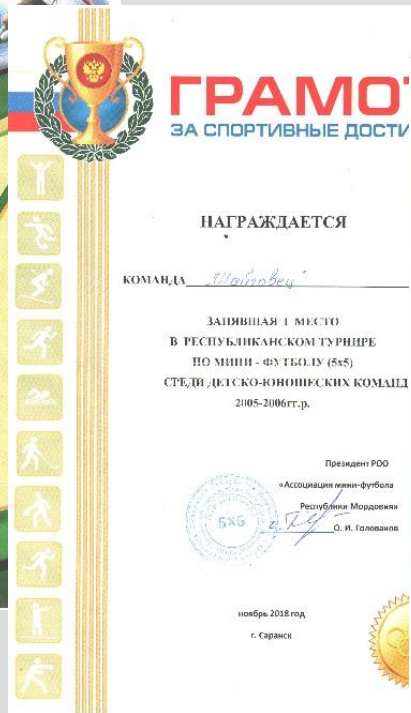 ГРАМОТ
ЗА СПОРТИВНЫЕ ДОСТИ
НАГРАЖДАЕТСЯ
КОМАНДА
ЗАНЯВШАЯ 1 МЕСТО
В РЕСПУБЛИКАНСКОМ ТУРНИРЕ
ПО МИНИ - ФУТБОЛУ (5х5)
СРЕДИ ДЕТСКО-ЮНОШЕСКИХ КОМАНД
2005-2006гг.р.
Президент РОО
«Ассоциация мини-футбола
Республики Мордовия»
О. И. Голованов
5х5
ноябрь 2018 год
г. Саранск